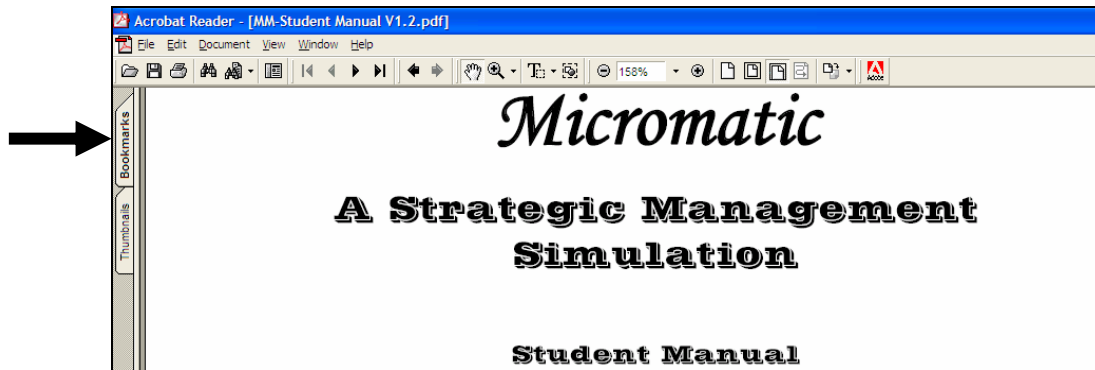 Acrobat Reader - [MM-Student Manual V1.2.pdf]
File Edit Document View Window Help
158%
Adobe
Bookmarks
Thumbnails
Micromatic
A Strategic Management
Simulation
Student Manual